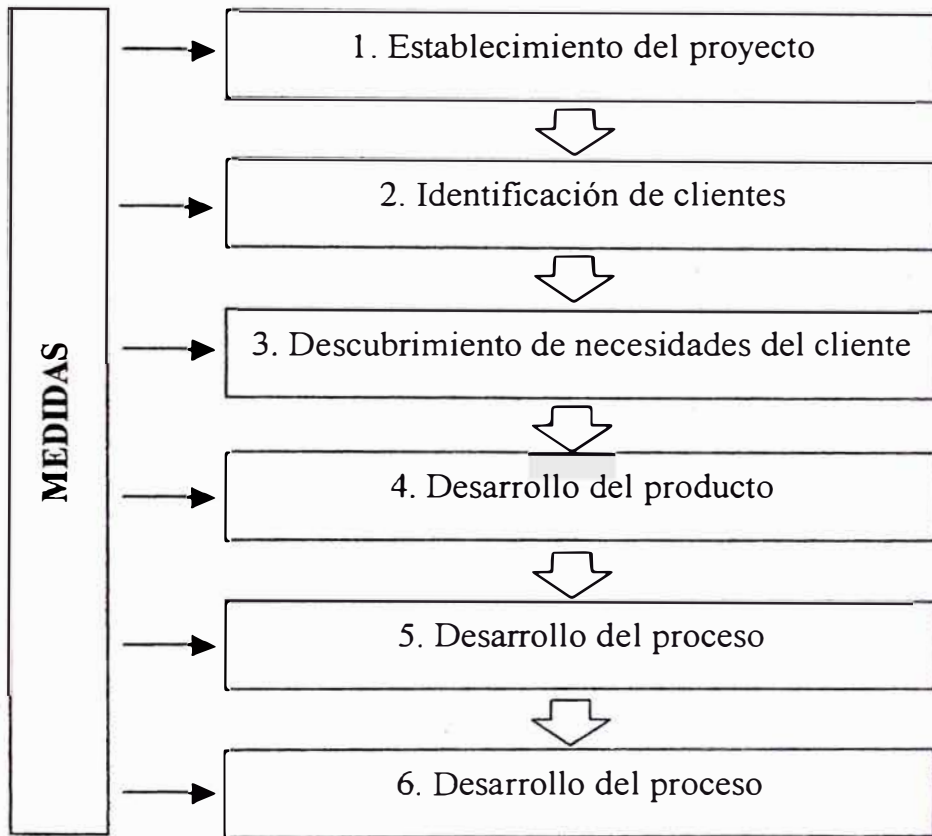 MEDIDAS
1. Establecimiento del proyecto
2. Identificación de clientes
3. Descubrimiento de necesidades del cliente
4. Desarrollo del producto
5. Desarrollo del proceso
6. Desarrollo del proceso